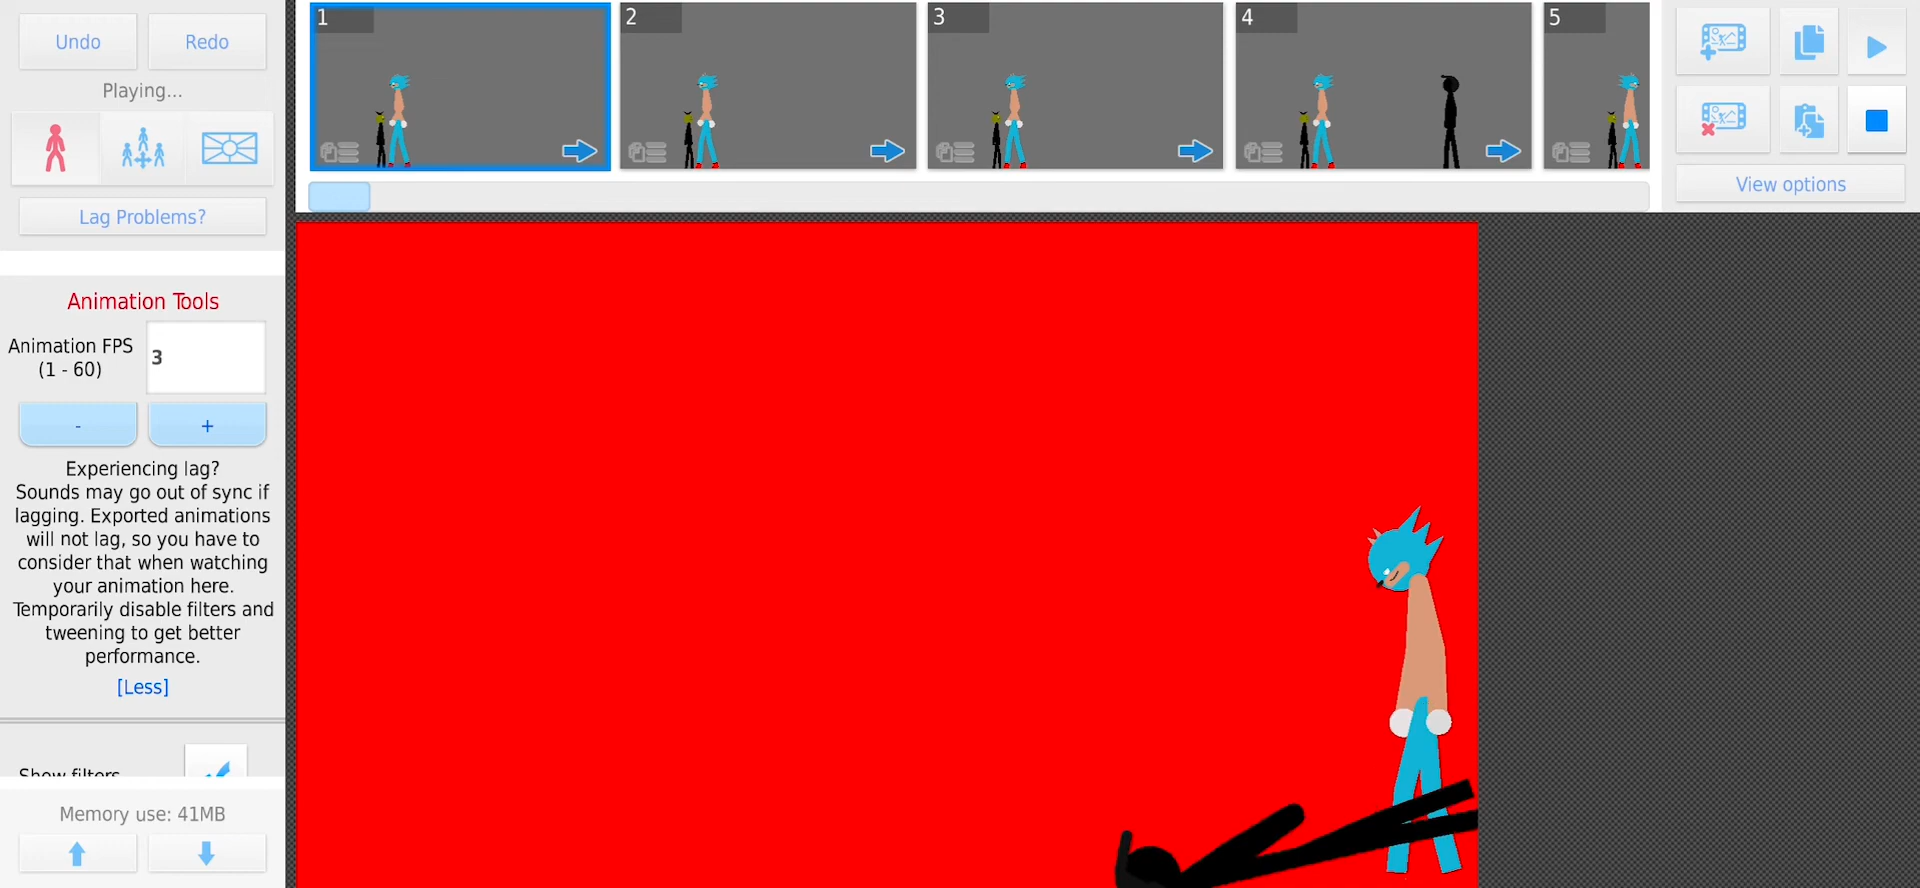 Undo
Redo
Playing...
Lag Problems?
1
2
3
4
5
View options
Animation Tools
Animation FPS
(1 - 60)
3
-
+
Experiencing lag?
Sounds may go out of sync if
lagging. Exported animations
will not lag, so you have to
consider that when watching
your animation here.
Temporarily disable filters and
tweening to get better
performance.
[Less]
Show filters
Memory use: 41MB